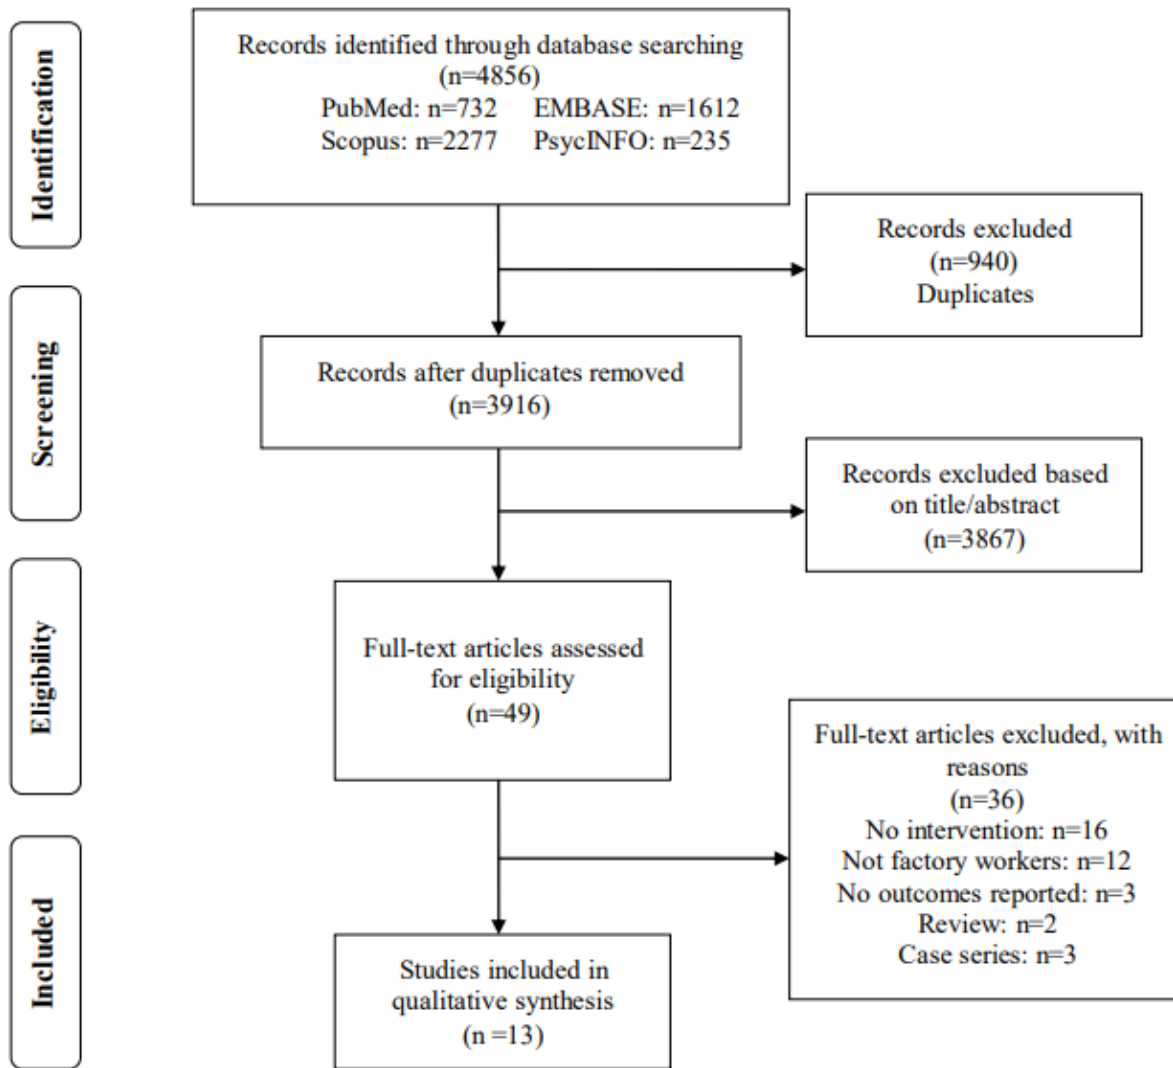 Identification
Records identified through database searching
(n=4856)
PubMed: n=732 EMBASE: n=1612
Scopus: n=2277 PsycINFO: n=235
Records excluded
(n=940)
Duplicates
Screening
Records after duplicates removed
(n=3916)
Records excluded based
on title/abstract
(n=3867)
Eligibility
Full-text articles assessed
for eligibility
(n=49)
Full-text articles excluded, with
reasons
(n=36)
No intervention: n=16
Not factory workers: n=12
No outcomes reported: n=3
Review: n=2
Case series: n=3
Included
Studies included in
qualitative synthesis
(n =13)